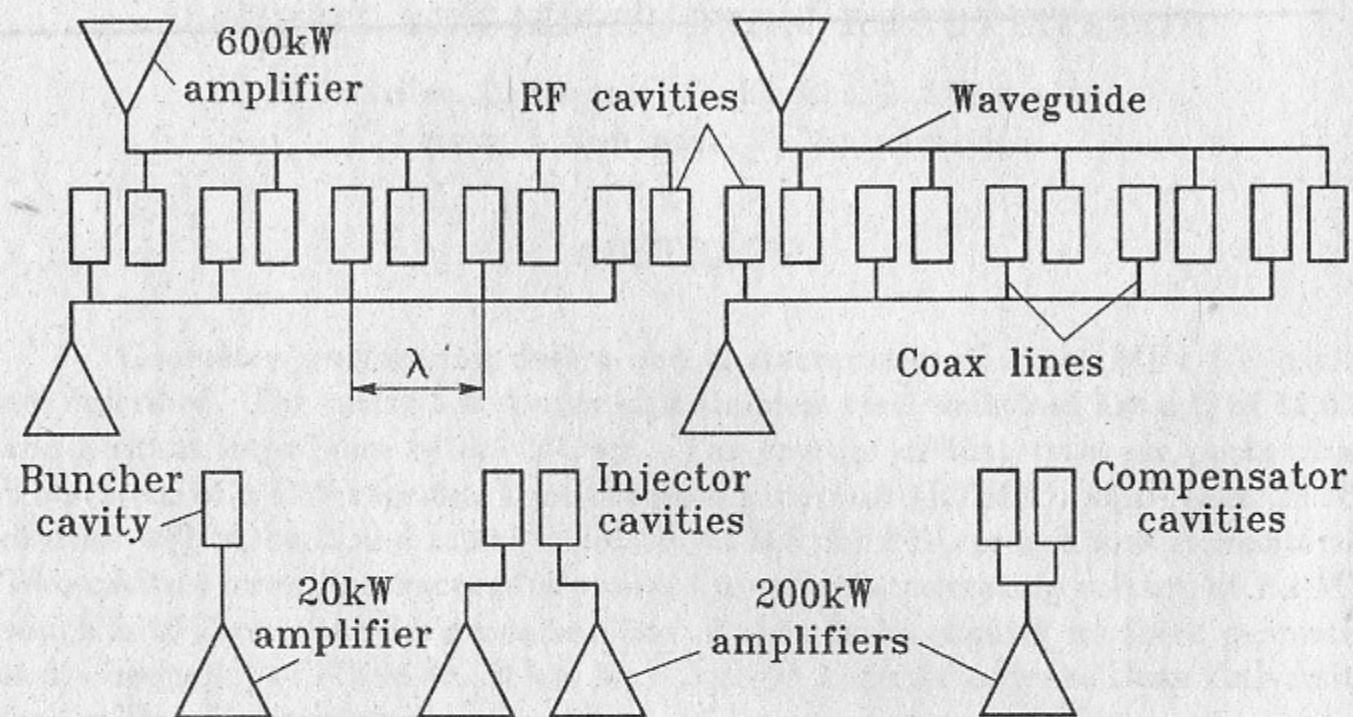 600kW
amplifier
RF cavities
Waveguide
λ
Coax lines
Buncher
cavity
Injector
cavities
Compensator
cavities
20kW
amplifier
200kW
amplifiers